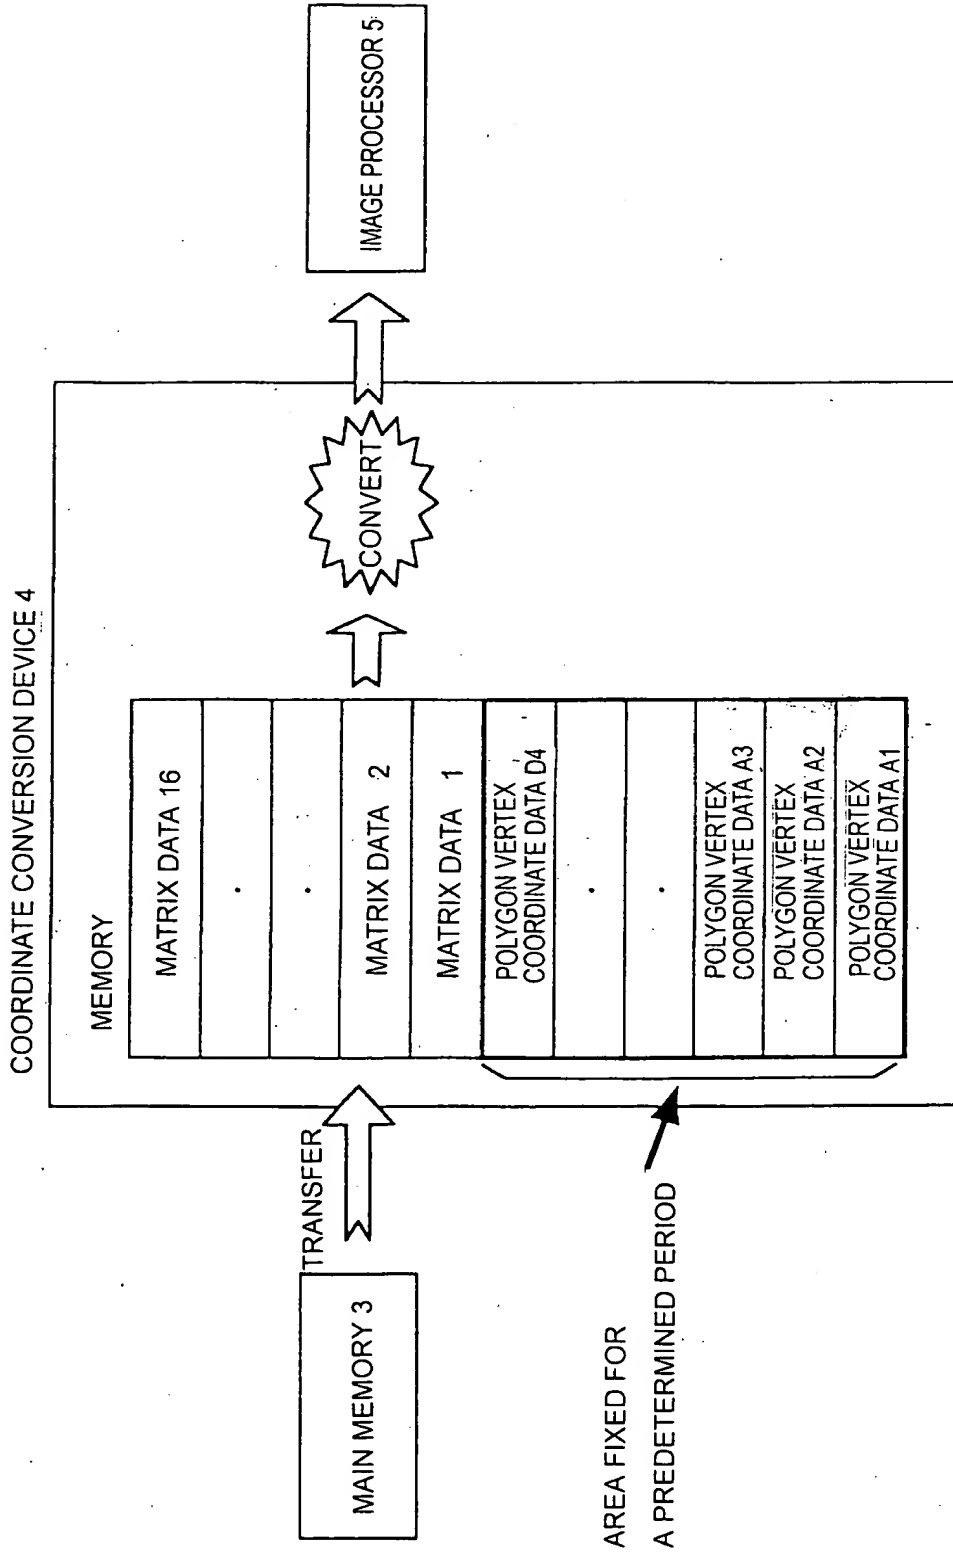 COORDINATE CONVERSION DEVICE 4
MEMORY
MATRIX DATA 16
.
.
MATRIX DATA 2
MATRIX DATA 1
POLYGON VERTEX
COORDINATE DATA D4
.
.
POLYGON VERTEX
COORDINATE DATA A3
POLYGON VERTEX
COORDINATE DATA A2
POLYGON VERTEX
COORDINATE DATA A1
MAIN MEMORY 3
TRANSFER
CONVERT
IMAGE PROCESSOR 5
AREA FIXED FOR
A PREDETERMINED PERIOD